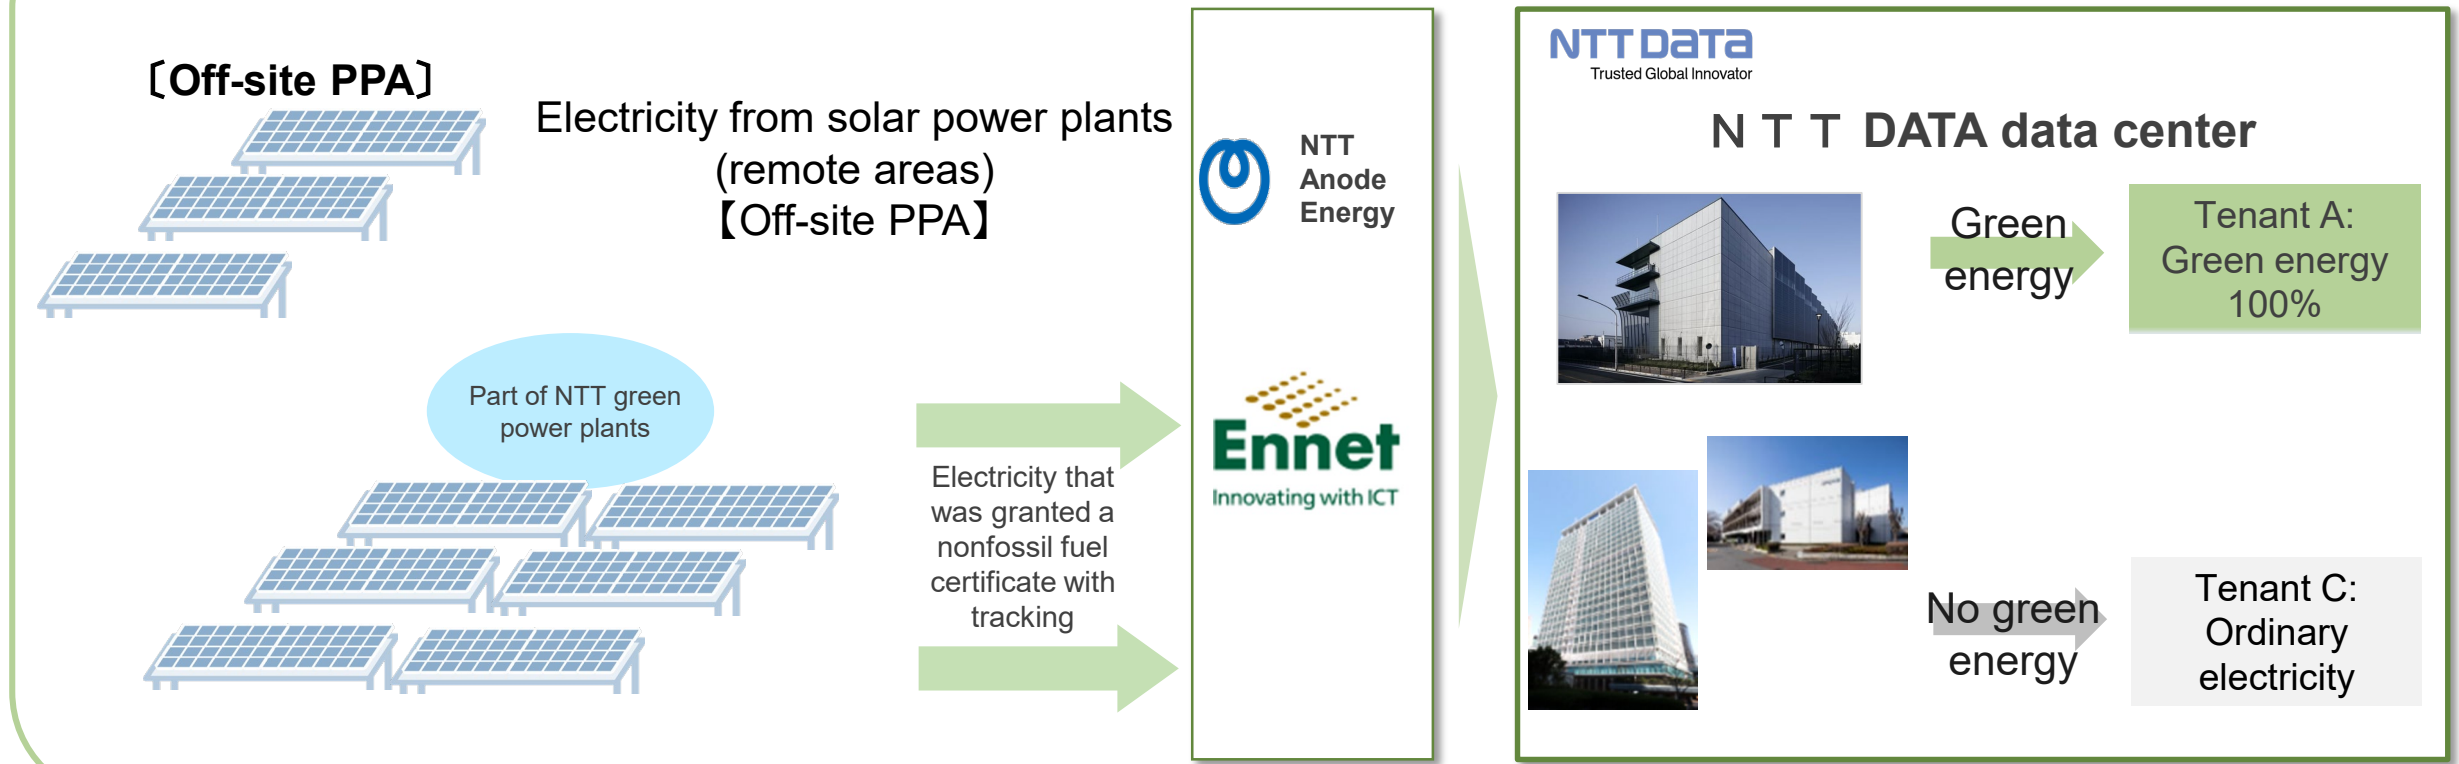 〔Off-site PPA〕
Electricity from solar power plants
(remote areas)
【Off-site PPA】
Part of NTT green
power plants
Electricity that
was granted a
nonfossil fuel
certificate with
tracking
NTT
Anode
Energy
Ennet
Innovating with ICT
NTT DATA
Trusted Global Innovator
ＮＴＴ DATA data center
Green
energy
Tenant A:
Green energy
100%
No green
energy
Tenant C:
Ordinary
electricity